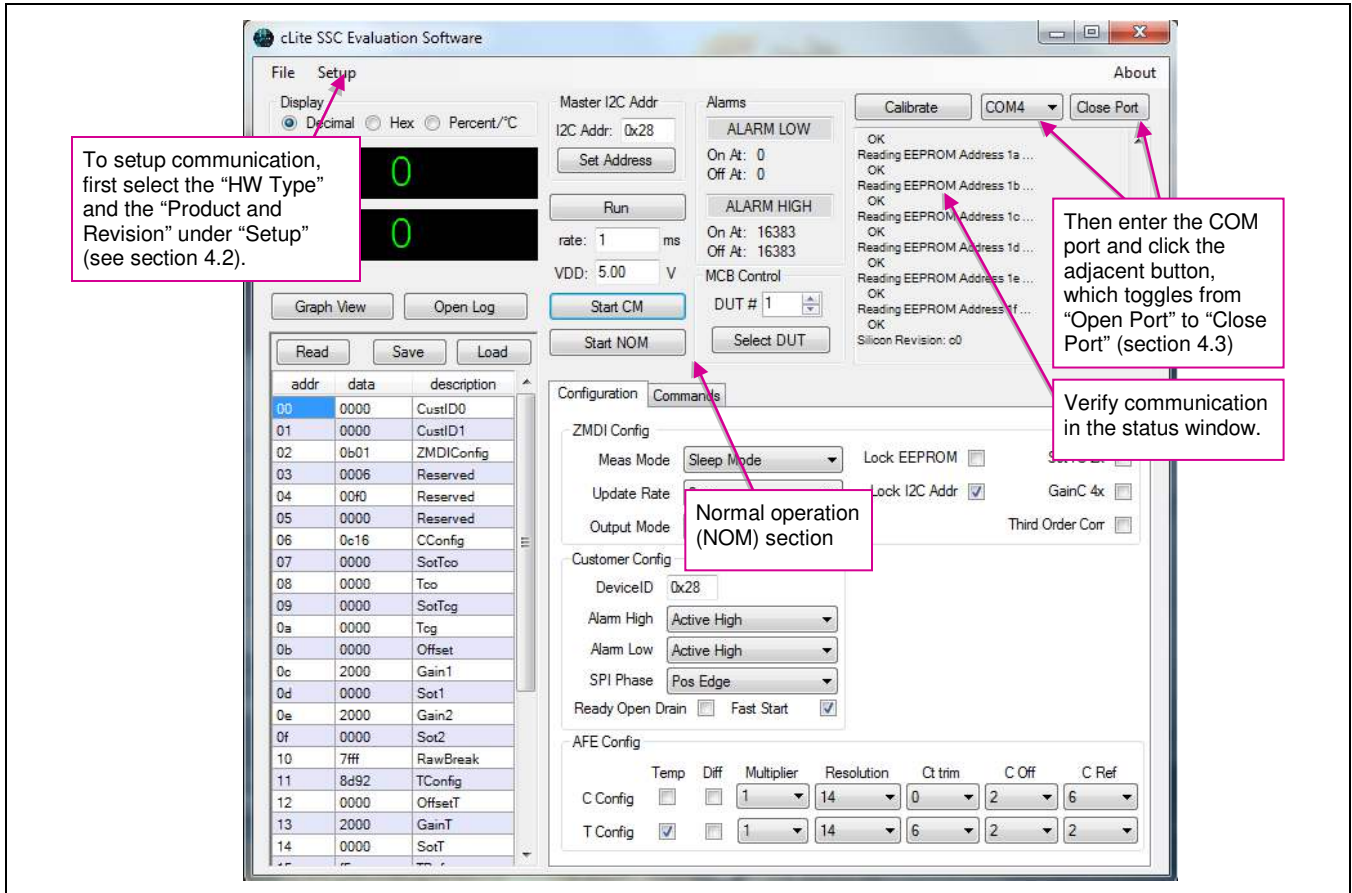 cLite SSC Evaluation Software
File Setup About
Display
Decimal Hex Percent/°C
0
0
Graph View Open Log
Master I2C Addr
I2C Addr: 0x28
Set Address
Run
rate: 1 ms
VDD: 5.00 V
Start CM
Start NOM
Alarms
ALARM LOW
On At: 0
Off At: 0
ALARM HIGH
On At: 16383
Off At: 16383
MCB Control
DUT # 1
Select DUT
Calibrate COM4 Close Port
OK
Reading EEPROM Address 1a ...
OK
Reading EEPROM Address 1b ...
OK
Reading EEPROM Address 1c ...
OK
Reading EEPROM Address 1d ...
OK
Reading EEPROM Address 1e ...
OK
Reading EEPROM Address 1f ...
OK
Silicon Revision: c0
To setup communication,
first select the “HW Type”
and the “Product and
Revision” under “Setup”
(see section 4.2).
Then enter the COM
port and click the
adjacent button,
which toggles from
“Open Port” to “Close
Port” (section 4.3)
Verify communication
in the status window.
Normal operation
(NOM) section
Read Save Load
addr data description
00 0000 CustID0
01 0000 CustID1
02 0b01 ZMDIConfig
03 0006 Reserved
04 00f0 Reserved
05 0000 Reserved
06 0c16 CConfig
07 0000 SotTco
08 0000 Tco
09 0000 SotTcg
0a 0000 Tcg
0b 0000 Offset
0c 2000 Gain1
0d 0000 Sot1
0e 2000 Gain2
0f 0000 Sot2
10 7fff RawBreak
11 8d92 TConfig
12 0000 OffsetT
13 2000 GainT
14 0000 SotT
Configuration Commands
ZMDI Config
Meas Mode Sleep Mode Lock EEPROM
Update Rate Lock I2C Addr GainC 4x
Output Mode Third Order Corr
Customer Config
DeviceID 0x28
Alarm High Active High
Alarm Low Active High
SPI Phase Pos Edge
Ready Open Drain Fast Start
AFE Config
Temp Diff Multiplier Resolution Ct trim C Off C Ref
C Config 1 14 0 2 6
T Config 1 14 6 2 2